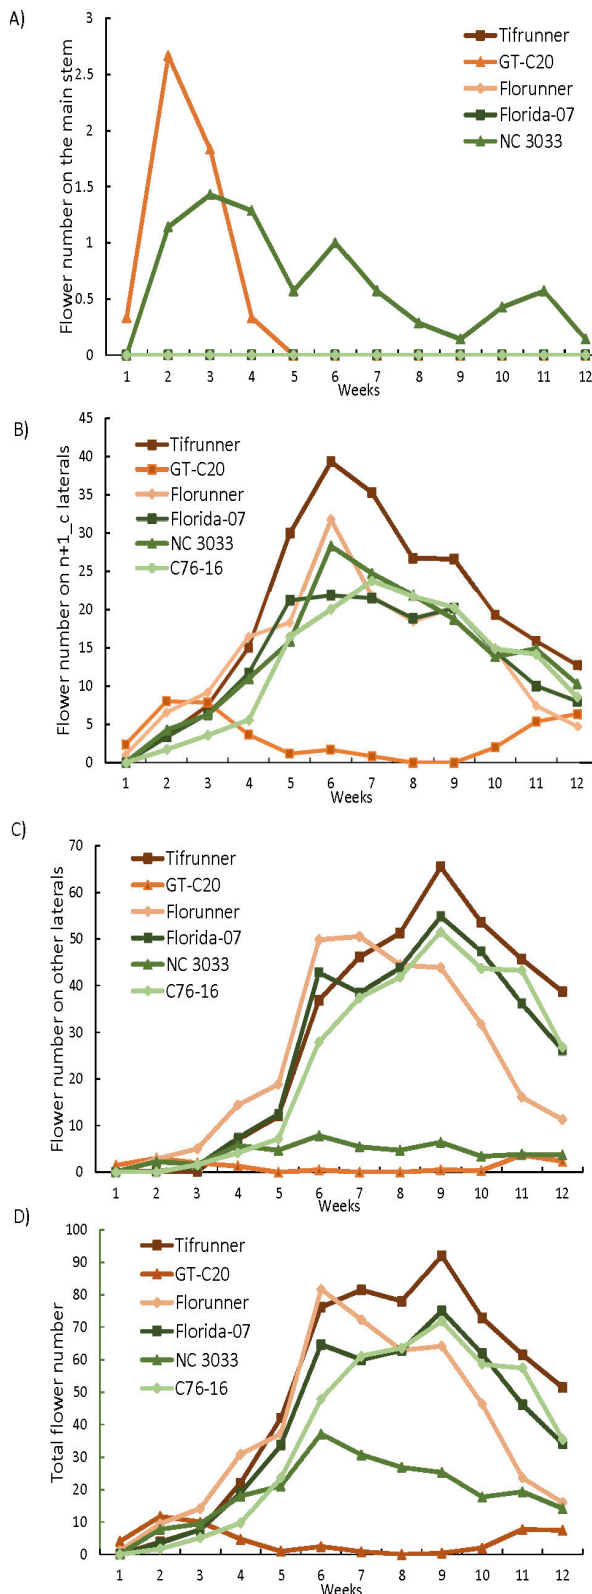 A)
Flower number on the main stem
3
2.5
2
1.5
1
0.5
0
Tifrunner
GT-C20
Florunner
Florida-07
NC 3033
1 2 3 4 5 6 7 8 9 10 11 12
Weeks
B)
Flower number on n+1_c laterals
45
40
35
30
25
20
15
10
5
0
Tifrunner
GT-C20
Florunner
Florida-07
NC 3033
C76-16
1 2 3 4 5 6 7 8 9 10 11 12
Weeks
C)
Flower number on other laterals
70
60
50
40
30
20
10
0
Tifrunner
GT-C20
Florunner
Florida-07
NC 3033
C76-16
1 2 3 4 5 6 7 8 9 10 11 12
Weeks
D)
Total flower number
100
90
80
70
60
50
40
30
20
10
0
Tifrunner
GT-C20
Florunner
Florida-07
NC 3033
C76-16
1 2 3 4 5 6 7 8 9 10 11 12
Weeks